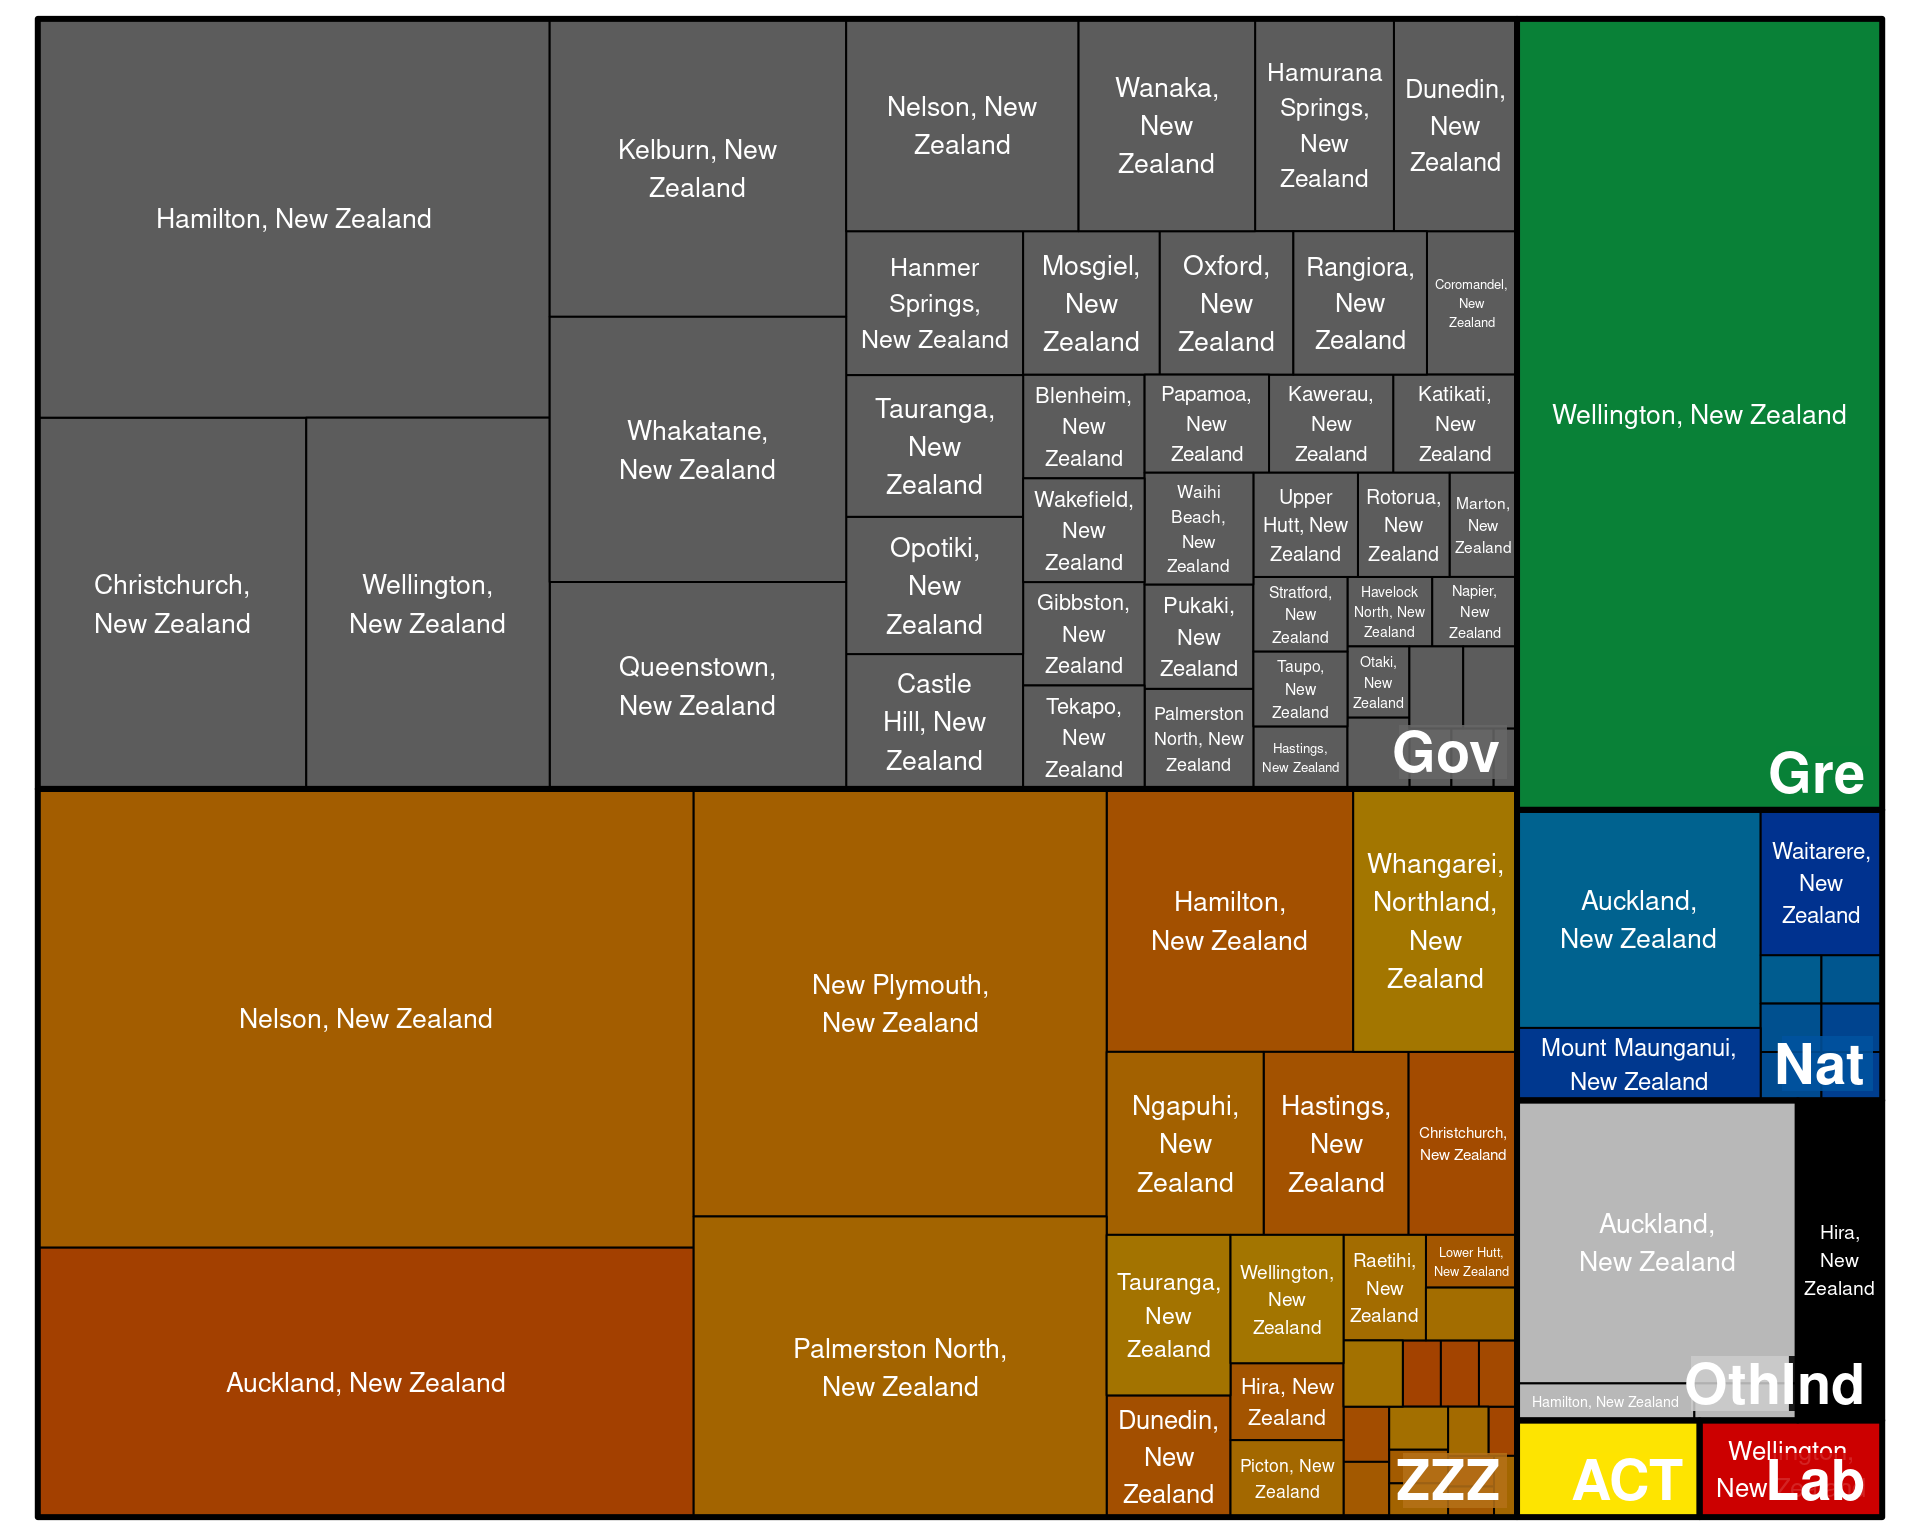 Hamilton, New Zealand
Christchurch,
New Zealand
Wellington,
New Zealand
Kelburn, New
Zealand
Whakatane,
New Zealand
Queenstown,
New Zealand
Nelson, New
Zealand
Wanaka,
New
Zealand
Hamurana
Springs,
New
Zealand
Dunedin,
New
Zealand
Hanmer
Springs,
New Zealand
Mosgiel,
New
Zealand
Oxford,
New
Zealand
Rangiora,
New
Zealand
Coromandel,
New
Zealand
Tauranga,
New
Zealand
Opotiki,
New
Zealand
Castle
Hill, New
Zealand
Blenheim,
New
Zealand
Wakefield,
New
Zealand
Gibbston,
New
Zealand
Tekapo,
New
Zealand
Papamoa,
New
Zealand
Kawerau,
New
Zealand
Katikati,
New
Zealand
Waihi
Beach,
New
Zealand
Pukaki,
New
Zealand
Palmerston
North, New
Zealand
Upper
Hutt, New
Zealand
Rotorua,
New
Zealand
Marton,
New
Zealand
Stratford,
New
Zealand
Taupo,
New
Zealand
Hastings,
New Zealand
Havelock
North, New
Zealand
Napier,
New
Zealand
Otaki,
New
Zealand
Gov
Wellington, New Zealand
Gre
Nelson, New Zealand
Auckland, New Zealand
New Plymouth,
New Zealand
Palmerston North,
New Zealand
Hamilton,
New Zealand
Whangarei,
Northland,
New
Zealand
Ngapuhi,
New
Zealand
Hastings,
New
Zealand
Christchurch,
New Zealand
Tauranga,
New
Zealand
Dunedin,
New
Zealand
Wellington,
New
Zealand
Hira, New
Zealand
Picton, New
Zealand
Raetihi,
New
Zealand
Lower Hutt,
New Zealand
ZZZ
Auckland,
New Zealand
Mount Maunganui,
New Zealand
Waitarere,
New
Zealand
Nat
Auckland,
New Zealand
Hamilton, New Zealand
Oth
Hira,
New
Zealand
Ind
ACT
Wellington,
New Zealand
Lab